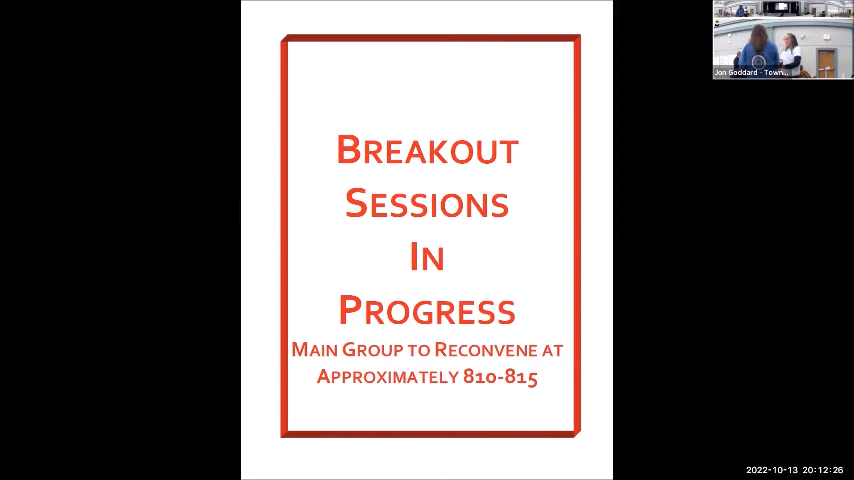 Jon Goddard - Town...
BREAKOUT
SESSIONS
IN
PROGRESS
MAIN GROUP TO RECONVENE AT
APPROXIMATELY 810-815
2022-10-13 20:12:26